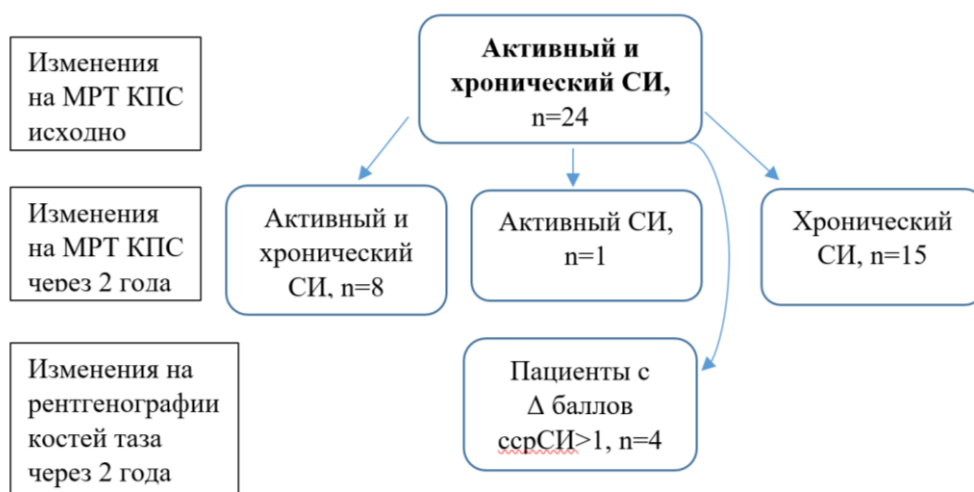 Изменения
на МРТ КПС
исходно
Активный и
хронический СИ,
n=24
Изменения
на МРТ КПС
через 2 года
Активный и
хронический
СИ, n=8
Активный СИ,
n=1
Хронический
СИ, n=15
Изменения на
рентгенографии
костей таза
через 2 года
Пациенты с
Δ баллов
ссрСИ>1, n=4